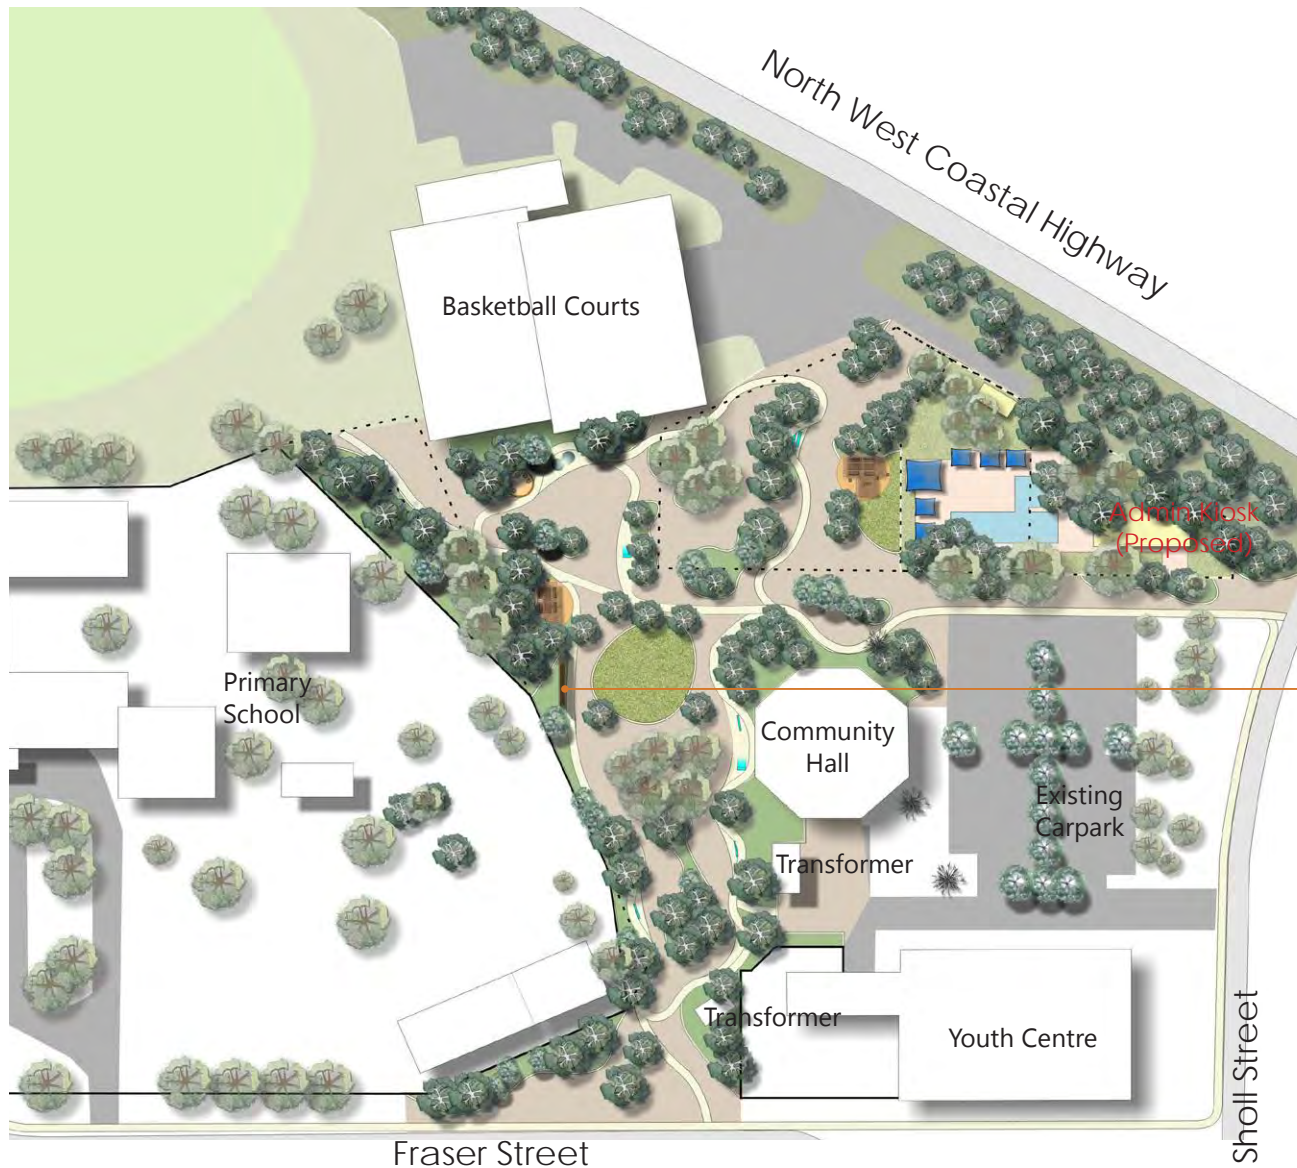 North West Coastal Highway
Basketball Courts
Admin Kiosk
(Proposed)
Primary
School
Community
Hall
Existing
Carpark
Transformer
Transformer
Youth Centre
Sholl Street
Fraser Street